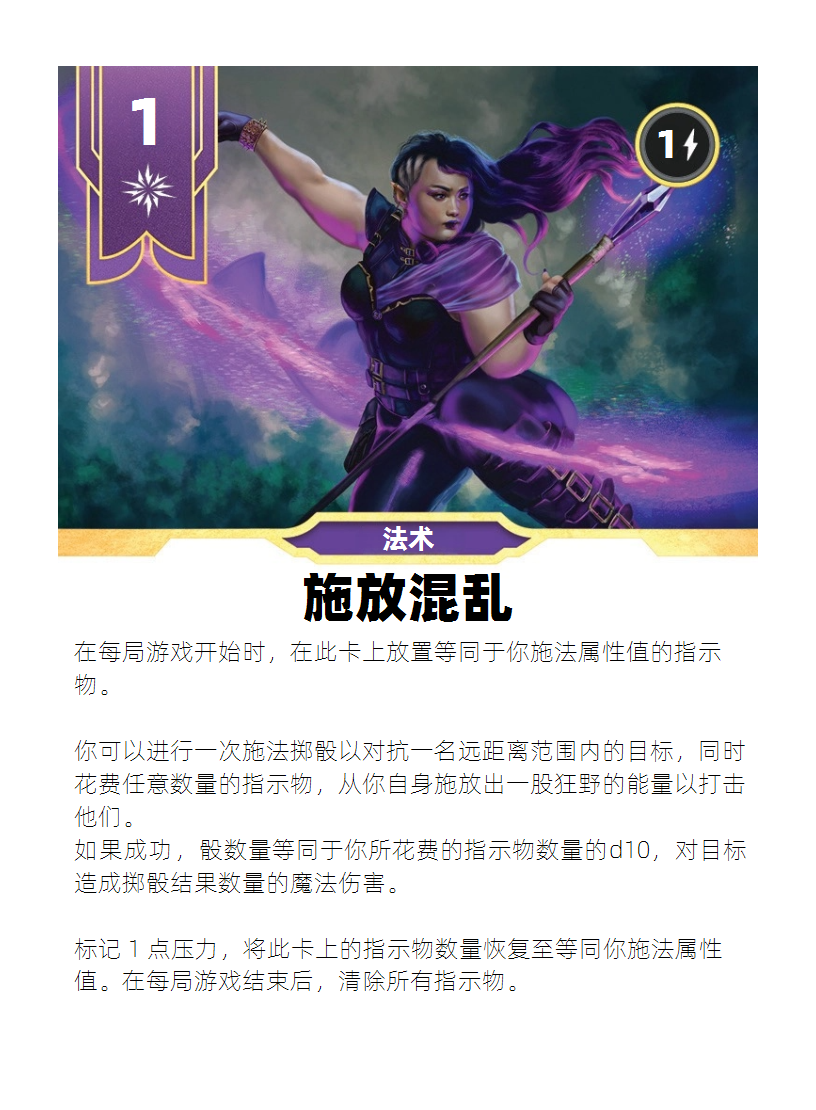 1
1
法术
施放混乱
在每局游戏开始时，在此卡上放置等同于你施法属性值的指示
物。
你可以进行一次施法掷骰以对抗一名远距离范围内的目标，同时
花费任意数量的指示物，从你自身施放出一股狂野的能量以打击
他们。
如果成功，骰数量等同于你所花费的指示物数量的d10，对目标
造成掷骰结果数量的魔法伤害。
标记 1 点压力，将此卡上的指示物数量恢复至等同你施法属性
值。在每局游戏结束后，清除所有指示物。